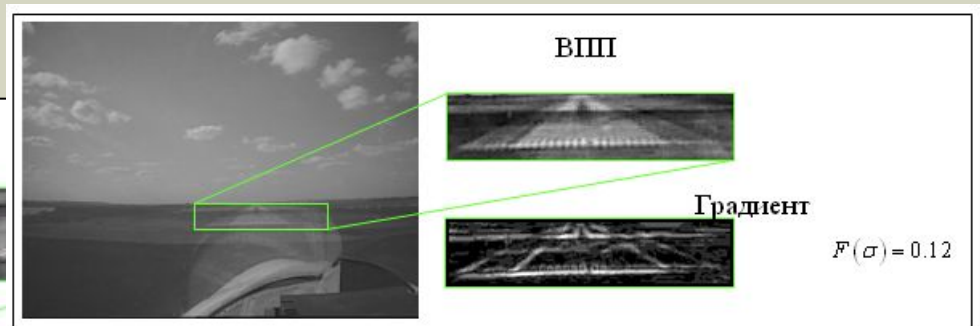 ВПП
Градиент
F(σ) = 0.12